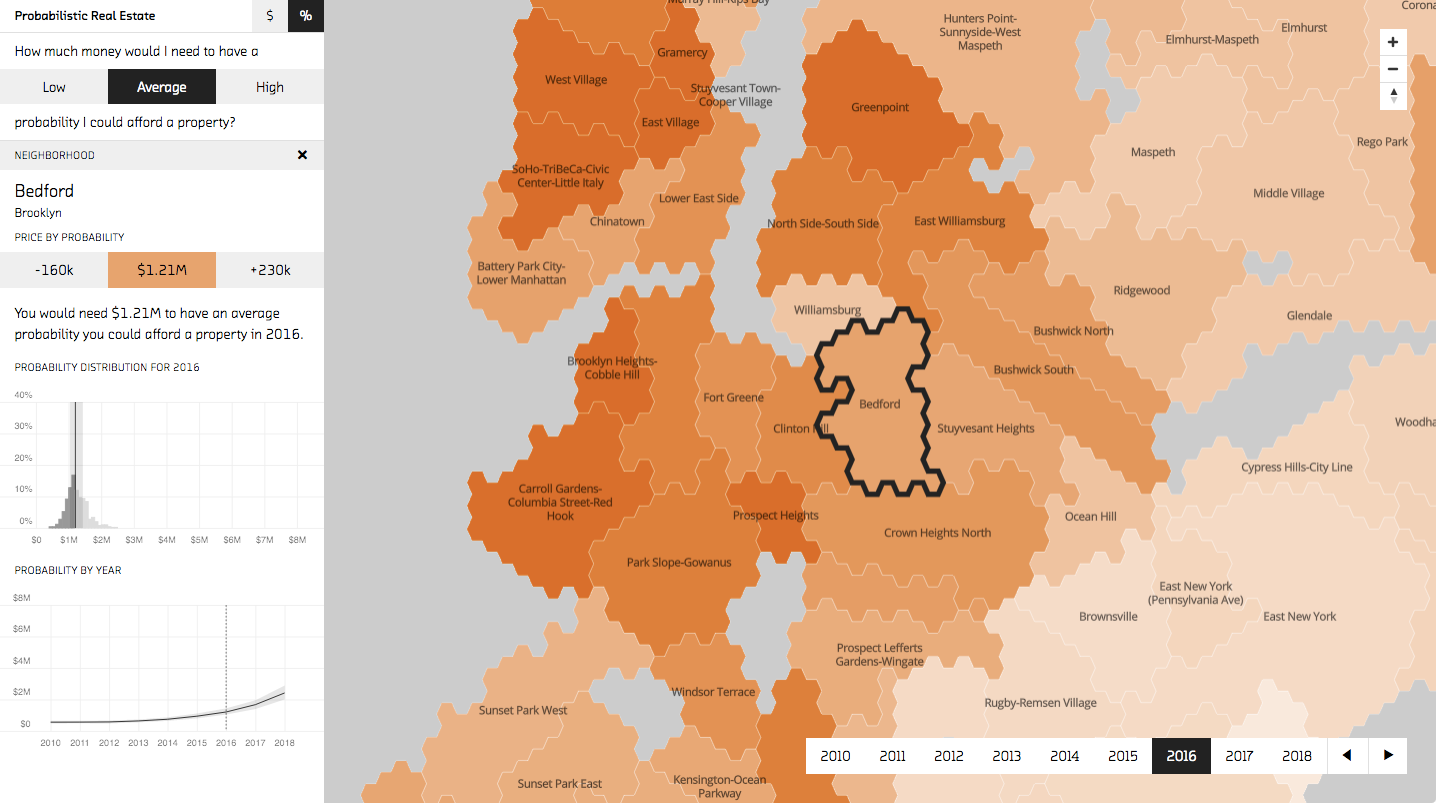 Probabilistic Real Estate
$
%
How much money would I need to have a
Low
Average
High
probability I could afford a property?
NEIGHBORHOOD
×
Bedford
Brooklyn
PRICE BY PROBABILITY
-160k
$1.21M
+230k
You would need $1.21M to have an average
probability you could afford a property in 2016.
PROBABILITY DISTRIBUTION FOR 2016
40%
30%
20%
10%
0%
$0 $1M $2M $3M $4M $5M $6M $7M $8M
PROBABILITY BY YEAR
$8M
$6M
$4M
$2M
$0
2010 2011 2012 2013 2014 2015 2016 2017 2018
Murray Hill-Kips Bay
Gramercy
West Village
Stuyvesant Town-
Cooper Village
East Village
SoHo-TriBeCa-Civic
Center-Little Italy
Lower East Side
Chinatown
Battery Park City-
Lower Manhattan
Hunters Point-
Sunnyside-West
Maspeth
Elmhurst-Maspeth
Elmhurst
Corona
Greenpoint
Maspeth
Rego Park
Middle Village
North Side-South Side
East Williamsburg
Ridgewood
Glendale
Williamsburg
Bushwick North
Bushwick South
Brooklyn Heights-
Cobble Hill
Fort Greene
Clinton Hill
Bedford
Stuyvesant Heights
Woodha
Cypress Hills-City Line
Carroll Gardens-
Columbia Street-Red
Hook
Prospect Heights
Crown Heights North
Ocean Hill
Park Slope-Gowanus
East New York
(Pennsylvania Ave)
Brownsville
East New York
Prospect Lefferts
Gardens-Wingate
Windsor Terrace
Rugby-Remsen Village
Sunset Park West
Sunset Park East
Kensington-Ocean
Parkway
2010 2011 2012 2013 2014 2015 2016 2017 2018